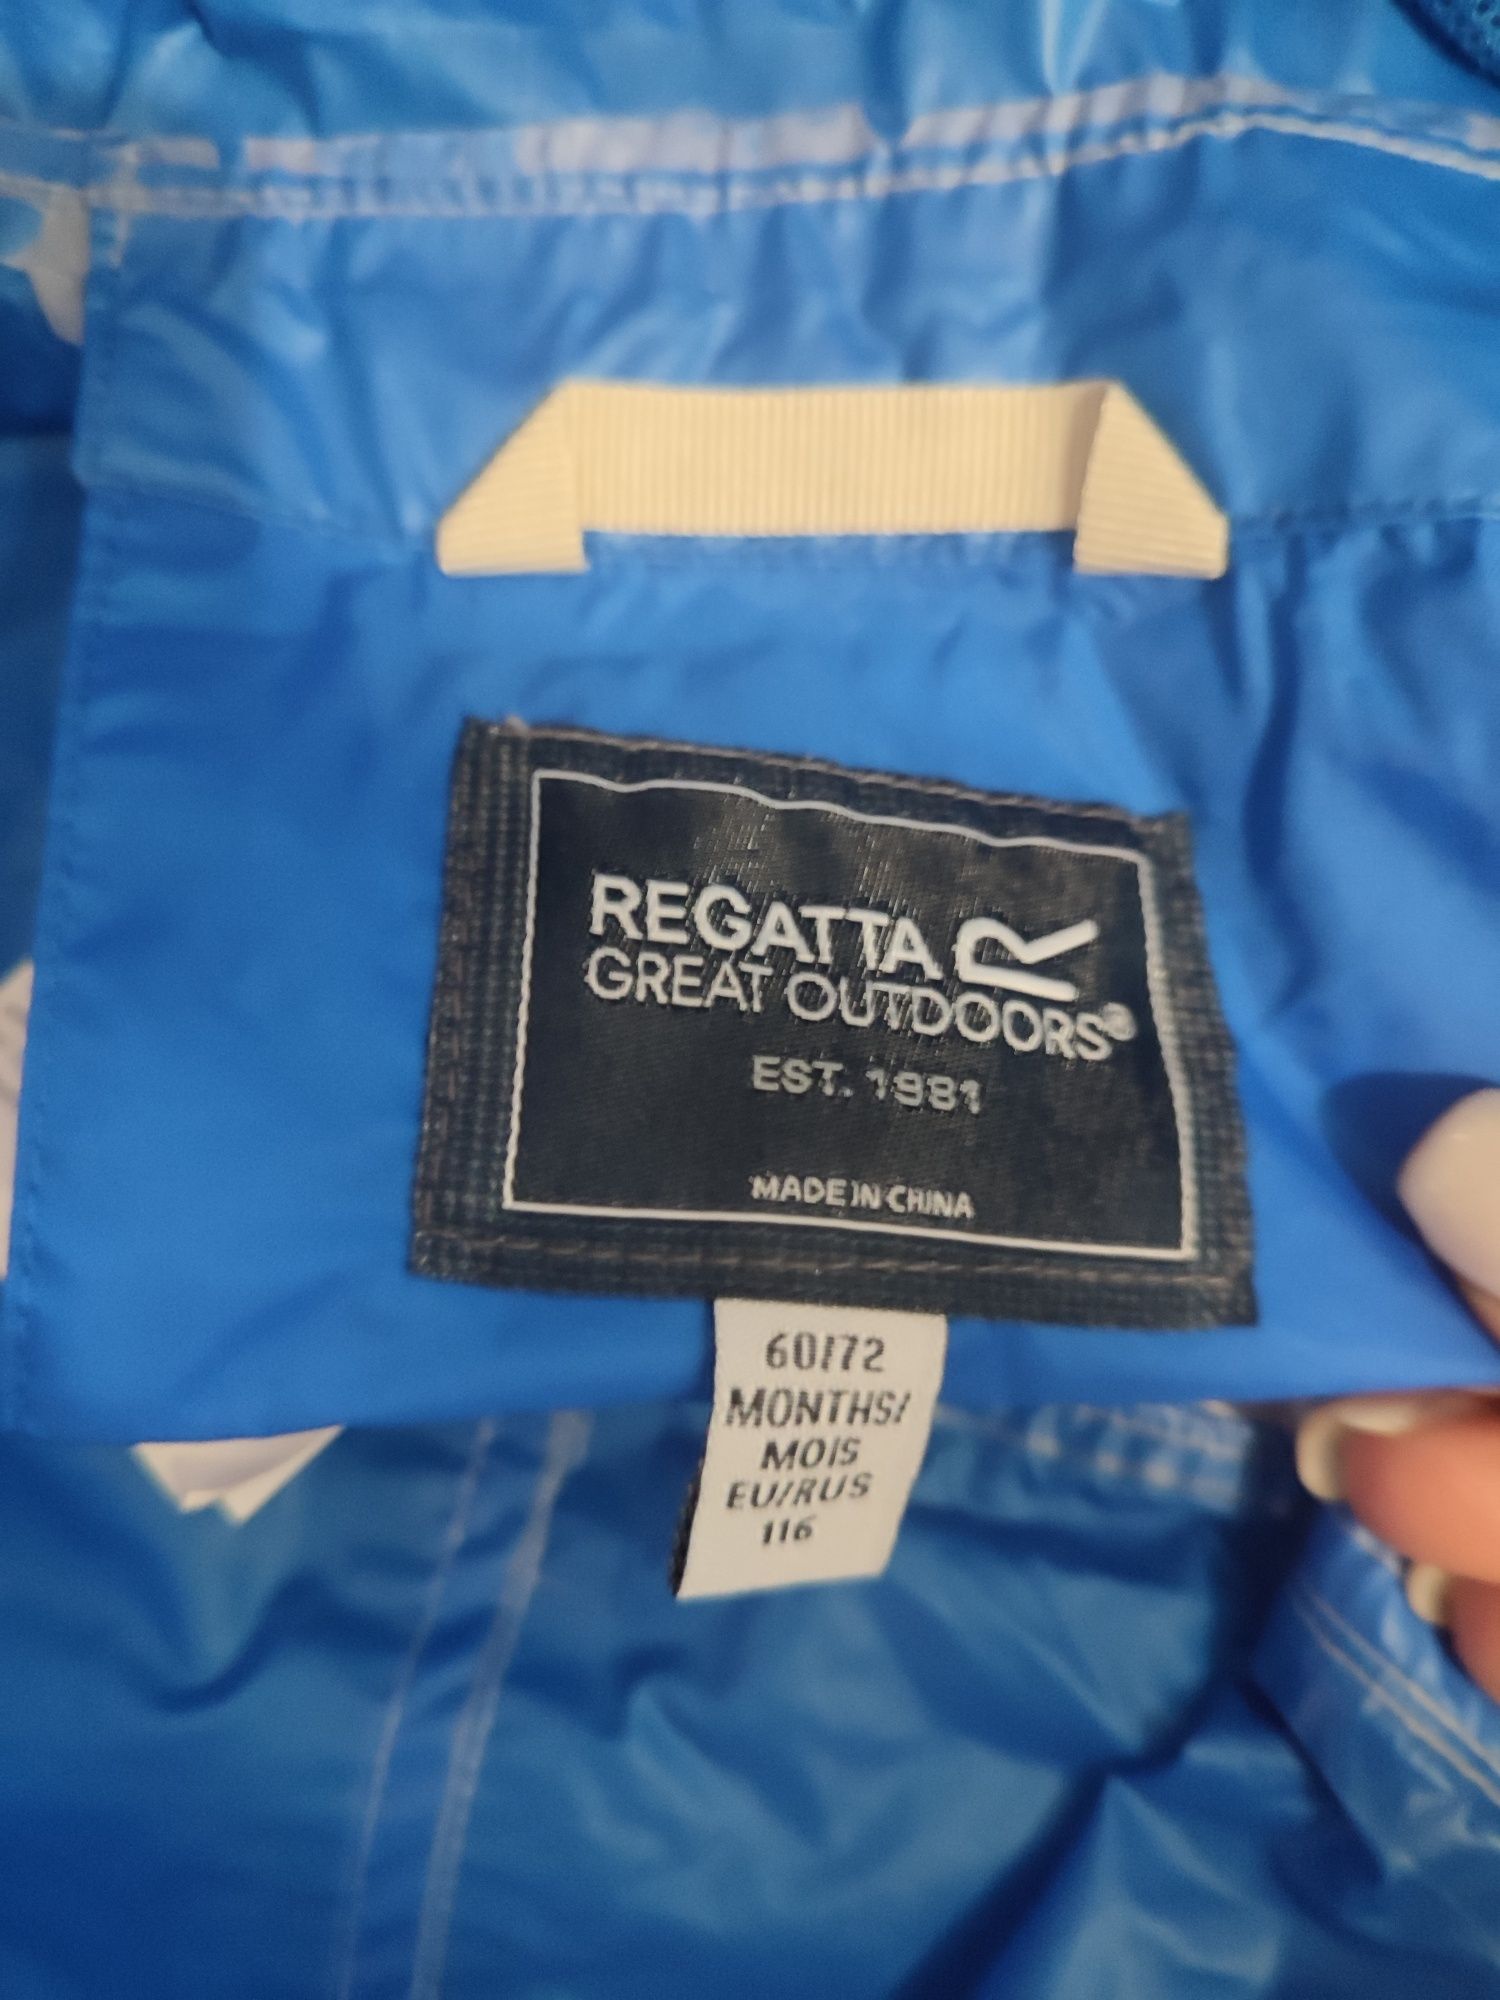 REGATTA R
GREAT OUTDOORS®
EST. 1981
MADE IN CHINA
60/72
MONTHS/
MOIS
EU/RUS
116